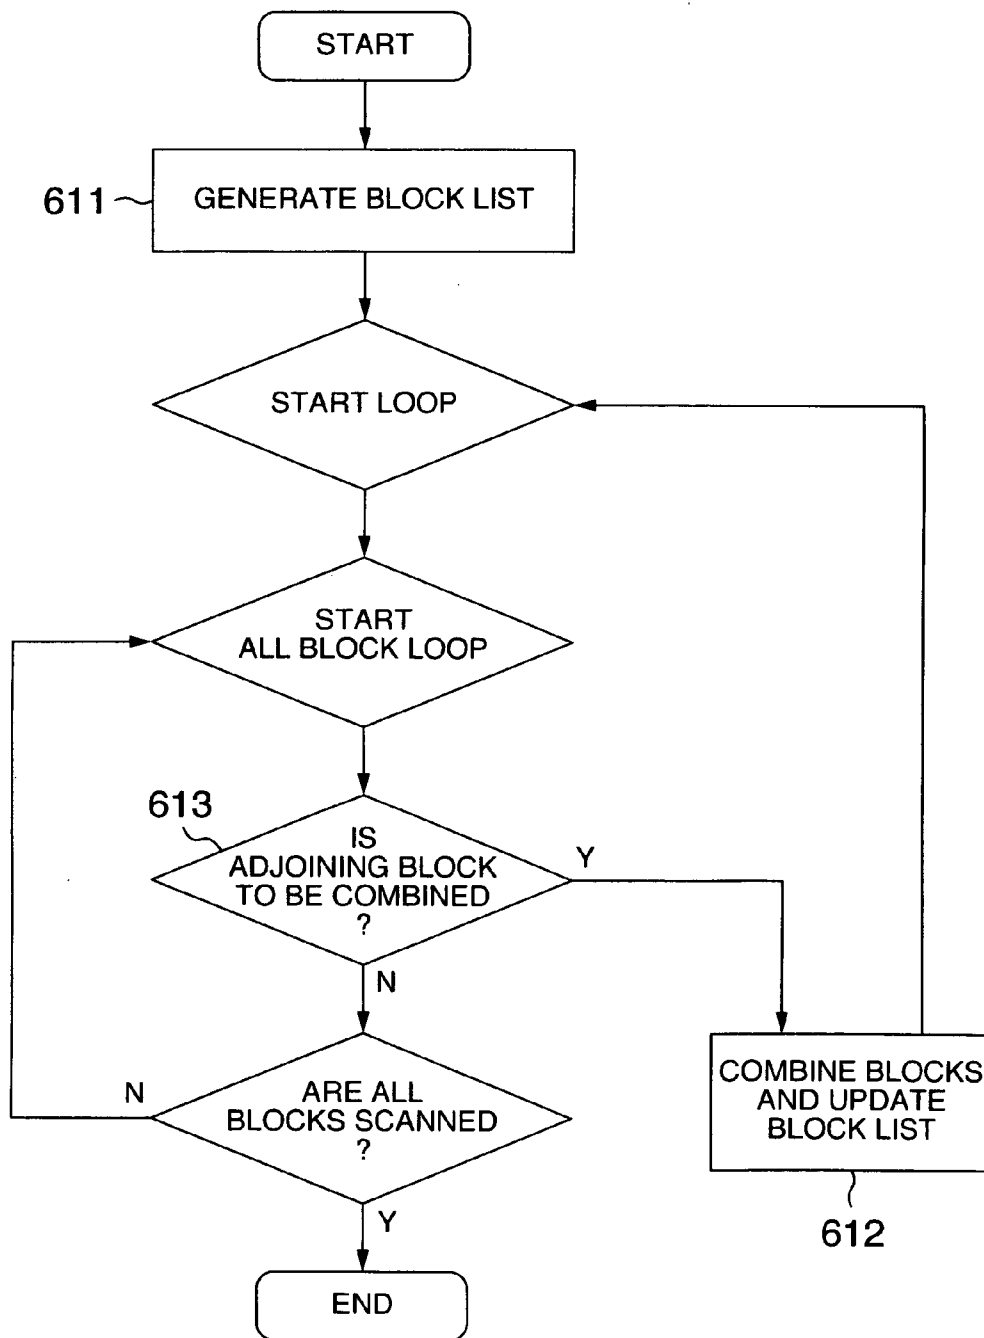 START
611
GENERATE BLOCK LIST
START LOOP
START
ALL BLOCK LOOP
613
IS
ADJOINING BLOCK
TO BE COMBINED
?
Y
N
COMBINE BLOCKS
AND UPDATE
BLOCK LIST
612
N
ARE ALL
BLOCKS SCANNED
?
Y
END